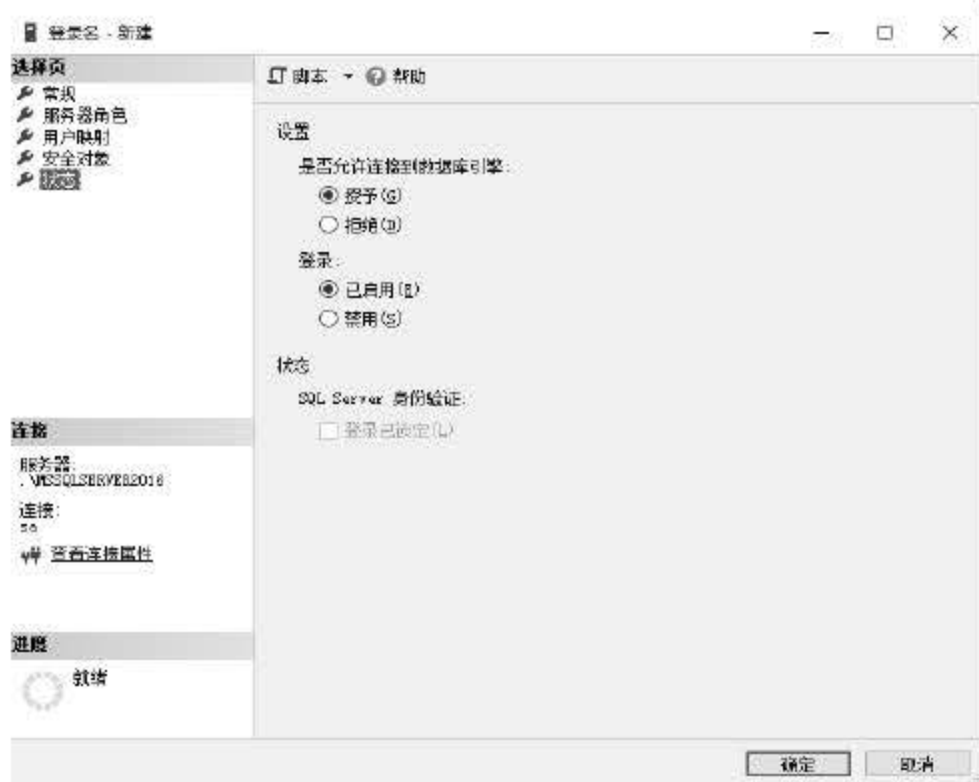 登录名 - 新建
选择页
常规
服务器角色
用户映射
安全对象
状态
脚本 帮助
设置
是否允许连接到数据库引擎:
授予(G)
拒绝(D)
登录:
已启用(E)
禁用(S)
状态
SQL Server 身份验证:
登录已锁定(L)
连接
服务器:
.\MSSQLSERVER2016
连接:
sa
查看连接属性
进度
就绪
确定 取消